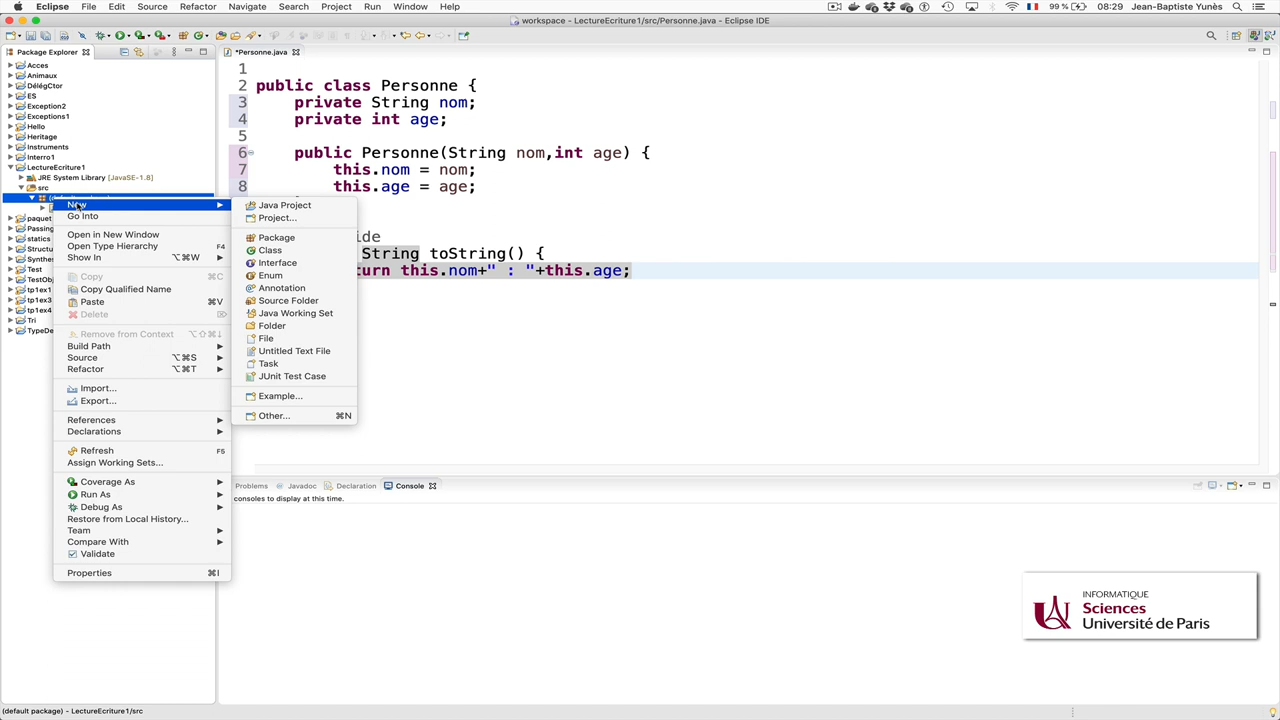 Eclipse File Edit Source Refactor Navigate Search Project Run Window Help 99 % 08:29 Jean-Baptiste Yunès
workspace - LectureEcriture1/src/Personne.java - Eclipse IDE
Package Explorer
Acces
Animaux
DélégCtor
ES
Exception2
Exceptions1
Hello
Heritage
Instruments
Interro1
LectureEcriture1
JRE System Library [JavaSE-1.8]
src
paquet
Passing
statics
Test
TestObj
tp1ex1
tp1ex3
tp1ex4
Tri
TypeDe
New
Go Into
Open in New Window
Open Type Hierarchy F4
Show In ⌥⌘W
Copy ⌘C
Copy Qualified Name
Paste ⌘V
Delete ⌦
Remove from Context ⌥⇧⌘↓
Build Path
Source ⌥⌘S
Refactor ⌥⌘T
Import...
Export...
References
Declarations
Refresh F5
Assign Working Sets...
Coverage As
Run As
Debug As
Restore from Local History...
Team
Compare With
Validate
Properties ⌘I
Java Project
Project...
Package
Class
Interface
Enum
Annotation
Source Folder
Java Working Set
Folder
File
Untitled Text File
Task
JUnit Test Case
Example...
Other... ⌘N
*Personne.java
1
2 public class Personne {
3 private String nom;
4 private int age;
5
6 public Personne(String nom,int age) {
7 this.nom = nom;
8 this.age = age;
ide
String toString() {
urn this.nom+" : "+this.age;
Problems Javadoc Declaration Console
consoles to display at this time.
INFORMATIQUE
Sciences
Université de Paris
(default package) - LectureEcriture1/src